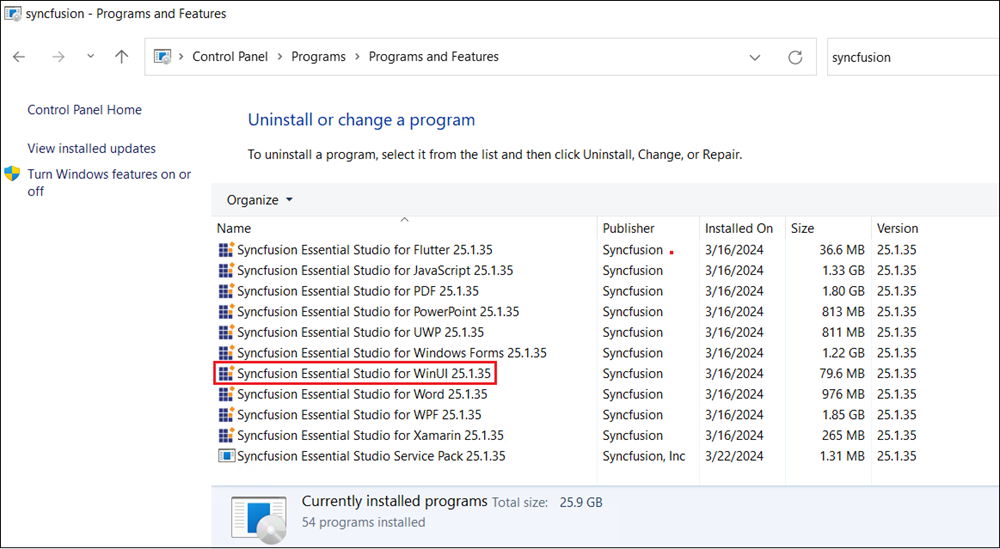 syncfusion - Programs and Features
Control Panel Programs Programs and Features syncfusion
Control Panel Home
View installed updates
Turn Windows features on or
off
Uninstall or change a program
To uninstall a program, select it from the list and then click Uninstall, Change, or Repair.
Organize
Name Publisher Installed On Size Version
Syncfusion Essential Studio for Flutter 25.1.35 Syncfusion 3/16/2024 36.6 MB 25.1.35
Syncfusion Essential Studio for JavaScript 25.1.35 Syncfusion 3/16/2024 1.33 GB 25.1.35
Syncfusion Essential Studio for PDF 25.1.35 Syncfusion 3/16/2024 1.80 GB 25.1.35
Syncfusion Essential Studio for PowerPoint 25.1.35 Syncfusion 3/16/2024 813 MB 25.1.35
Syncfusion Essential Studio for UWP 25.1.35 Syncfusion 3/16/2024 811 MB 25.1.35
Syncfusion Essential Studio for Windows Forms 25.1.35 Syncfusion 3/16/2024 1.22 GB 25.1.35
Syncfusion Essential Studio for WinUI 25.1.35 Syncfusion 3/16/2024 79.6 MB 25.1.35
Syncfusion Essential Studio for Word 25.1.35 Syncfusion 3/16/2024 976 MB 25.1.35
Syncfusion Essential Studio for WPF 25.1.35 Syncfusion 3/16/2024 1.85 GB 25.1.35
Syncfusion Essential Studio for Xamarin 25.1.35 Syncfusion 3/16/2024 265 MB 25.1.35
Syncfusion Essential Studio Service Pack 25.1.35 Syncfusion, Inc 3/22/2024 1.31 MB 25.1.35
Currently installed programs Total size: 25.9 GB
54 programs installed